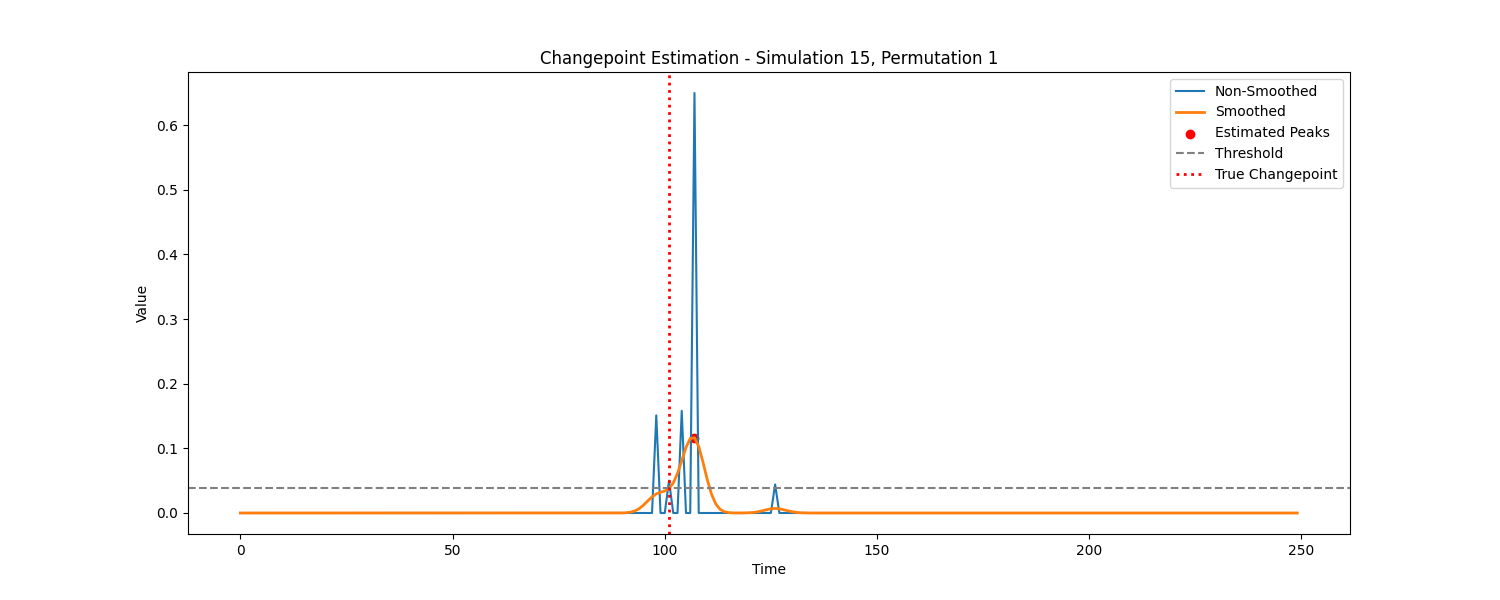 Changepoint Estimation - Simulation 15, Permutation 1
Non-Smoothed
Smoothed
Estimated Peaks
Threshold
True Changepoint
0.6
0.5
0.4
0.3
0.2
0.1
0.0
Value
0 50 100 150 200 250
Time